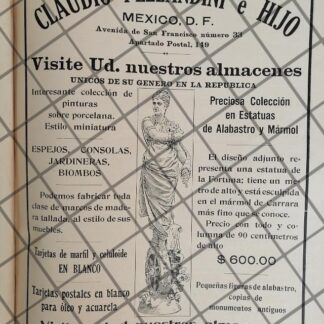 CLAUDIO PELLANDINI é HIJO
MEXICO, D. F.
Avenida de San Francisco número 33
Apartado Postal, 149
Visite Ud. nuestros almacenes
UNICOS DE SU GENERO EN LA REPUBLICA
Interesante colección de
pinturas
sobre porcelana.
Estilo miniatura
ESPEJOS, CONSOLAS,
JARDINERAS,
BIOMBOS
Podemos fabricar toda
clase de marcos de made-
ra tallada, al estilo de sus
muebles.
Tarjetas de marfil y celuloide
EN BLANCO
Tarjetas postales en blanco
para óleo y acuarela
Preciosa Colección
en Estatuas
de Alabastro y Mármol
El diseño adjunto re-
presenta una estatua de
la Fortuna; tiene un me-
tro de alto y está esculpida
en el mármol de Carrara
más fino que se conoce.
Precio con todo y co-
lumna de 90 centímetros
de alto
$ 600.00
Pequeñas figuras de alabastro,
copias de
monumentos antiguos